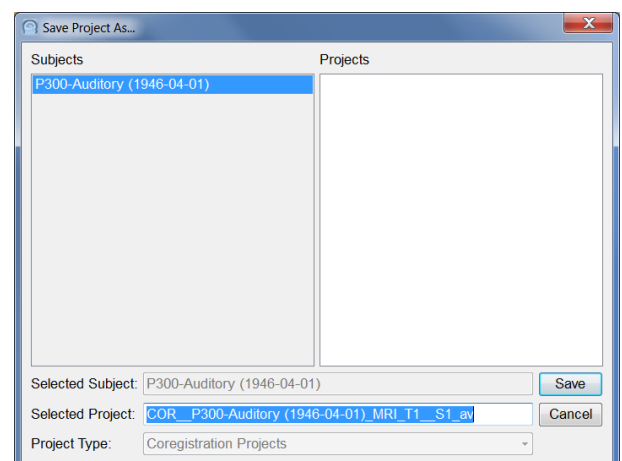 Save Project As...
Subjects Projects
P300-Auditory (1946-04-01)
Selected Subject: P300-Auditory (1946-04-01) Save
Selected Project: COR__P300-Auditory (1946-04-01)_MRI_T1__S1_av Cancel
Project Type: Coregistration Projects